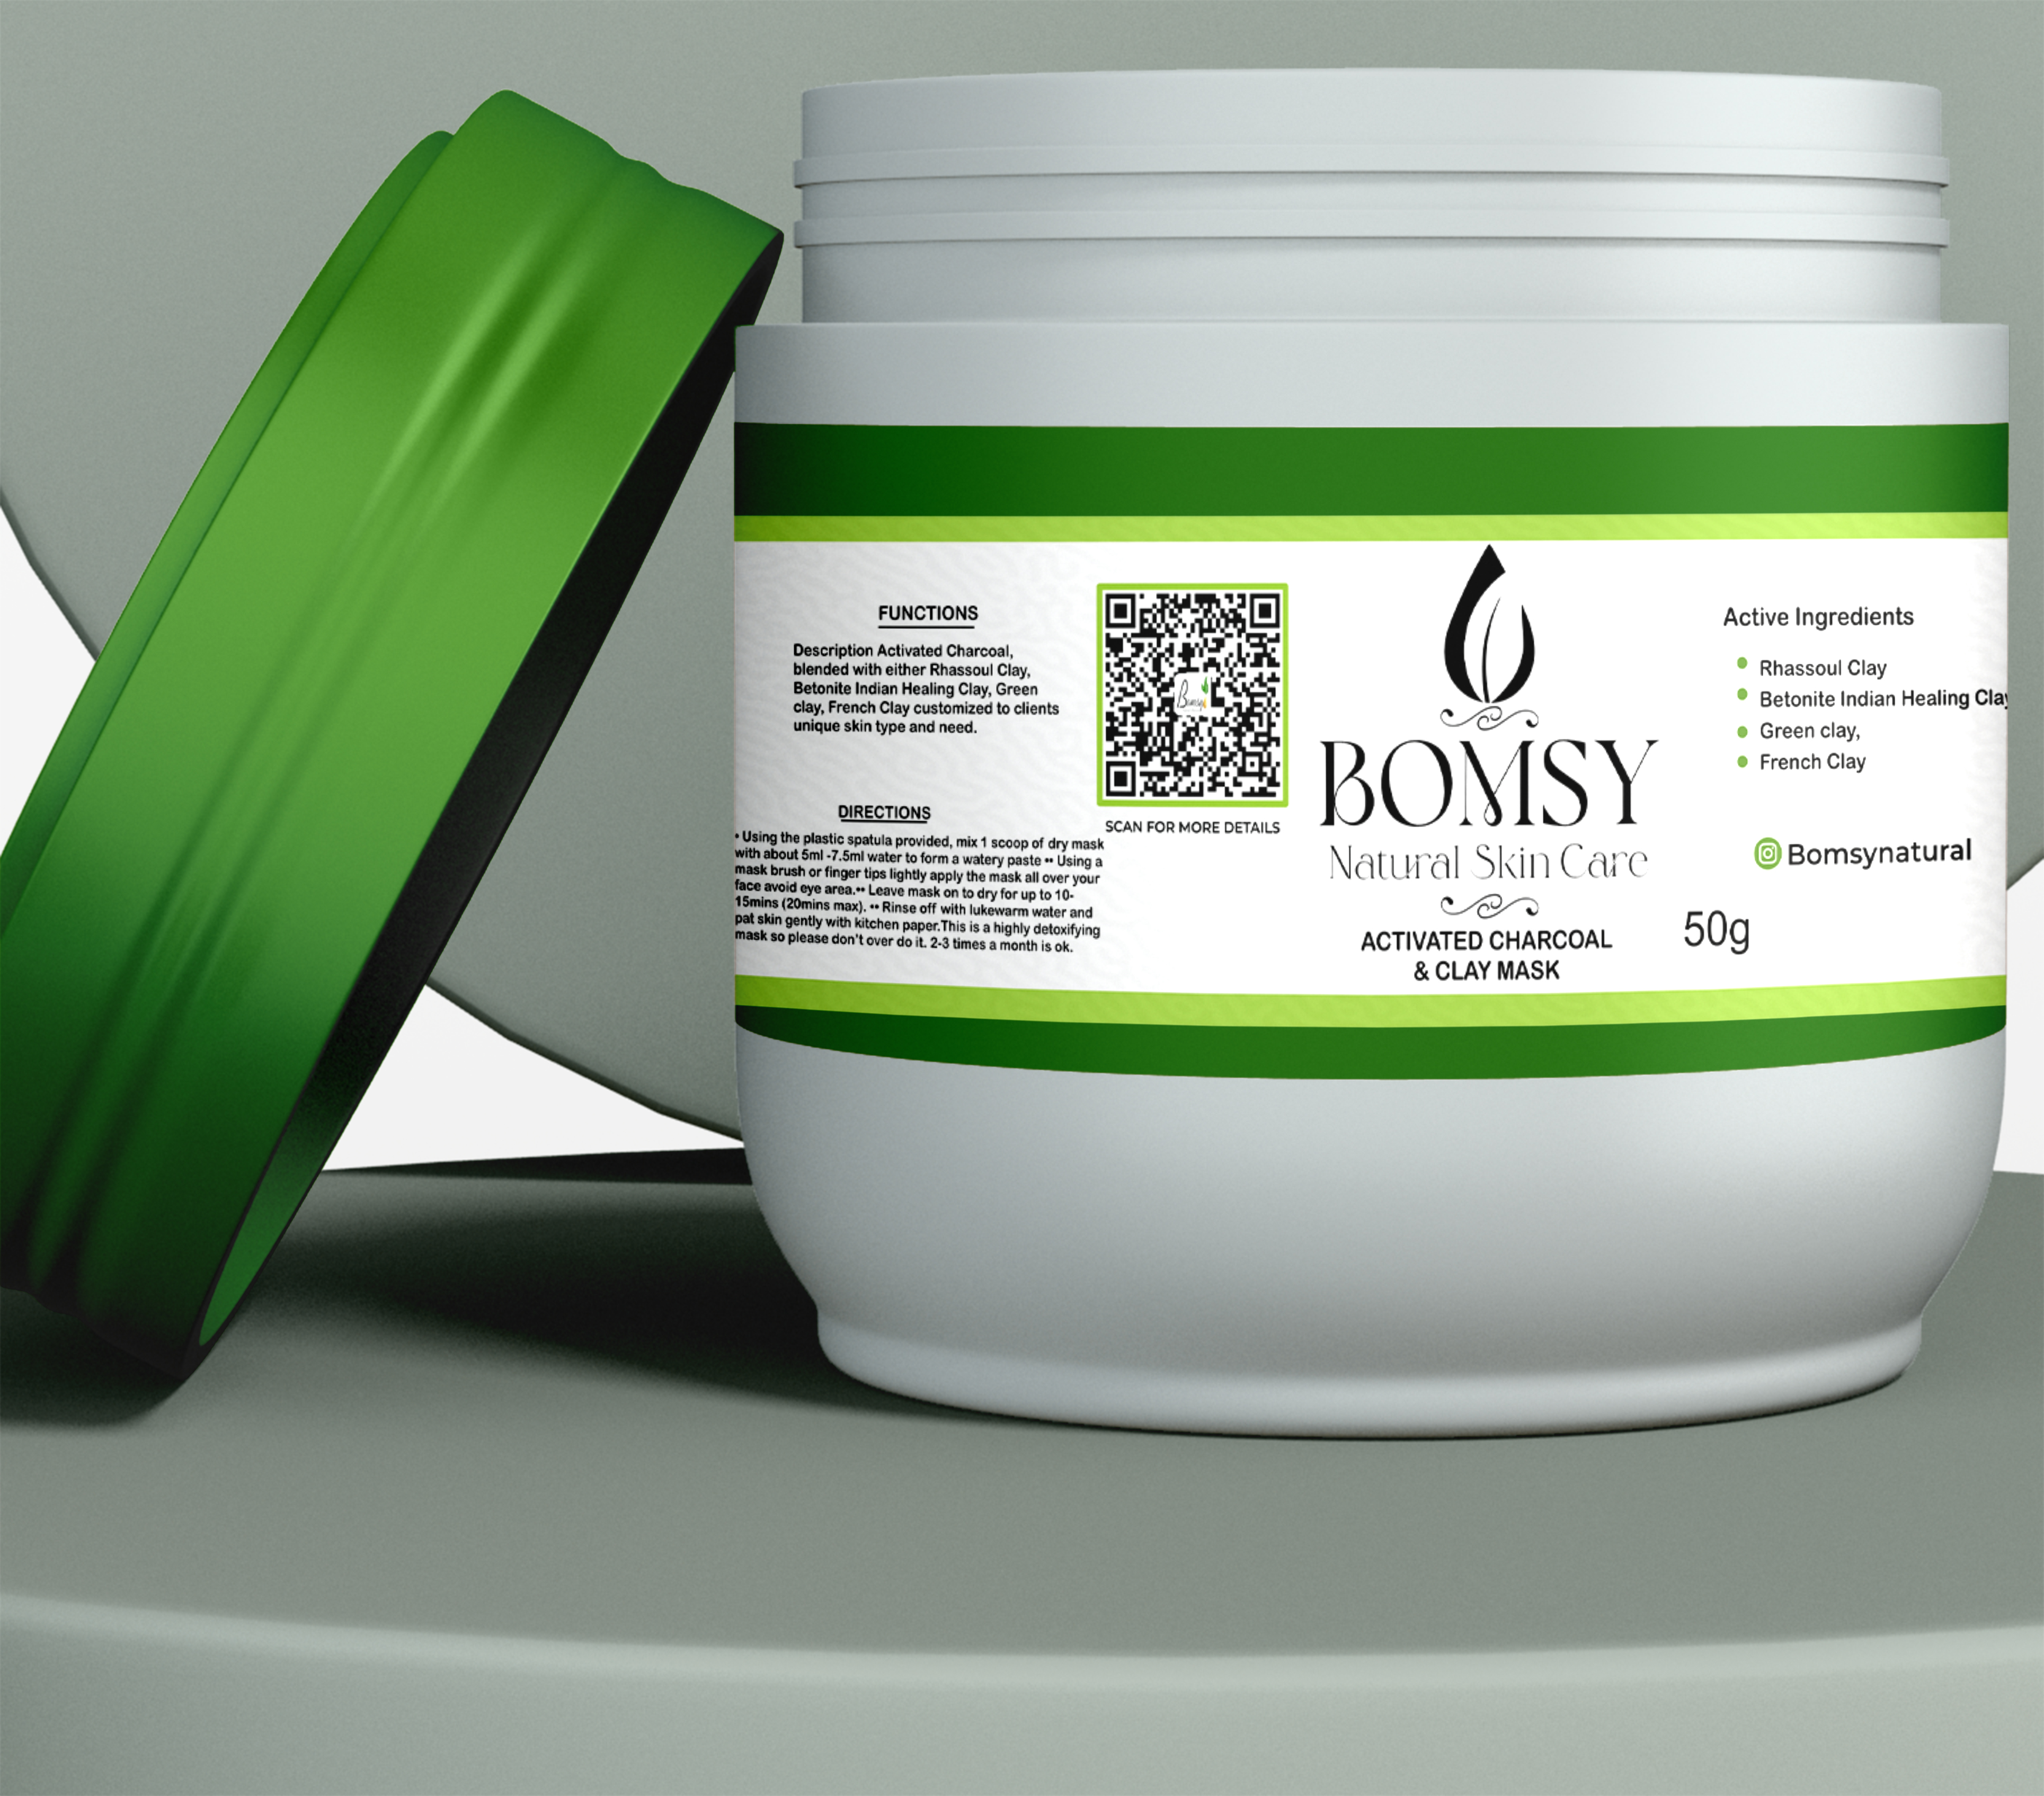 FUNCTIONS
Description Activated Charcoal,
blended with either Rhassoul Clay,
Betonite Indian Healing Clay, Green
clay, French Clay customized to clients
unique skin type and need.
DIRECTIONS
• Using the plastic spatula provided, mix 1 scoop of dry mask
with about 5ml -7.5ml water to form a watery paste •• Using a
mask brush or finger tips lightly apply the mask all over your
face avoid eye area.•• Leave mask on to dry for up to 10-
15mins (20mins max). •• Rinse off with lukewarm water and
pat skin gently with kitchen paper.This is a highly detoxifying
mask so please don't over do it. 2-3 times a month is ok.
Bomsy
SCAN FOR MORE DETAILS
BOMSY
Natural Skin Care
ACTIVATED CHARCOAL
& CLAY MASK
50g
Active Ingredients
• Rhassoul Clay
• Betonite Indian Healing Clay
• Green clay,
• French Clay
Bomsynatural